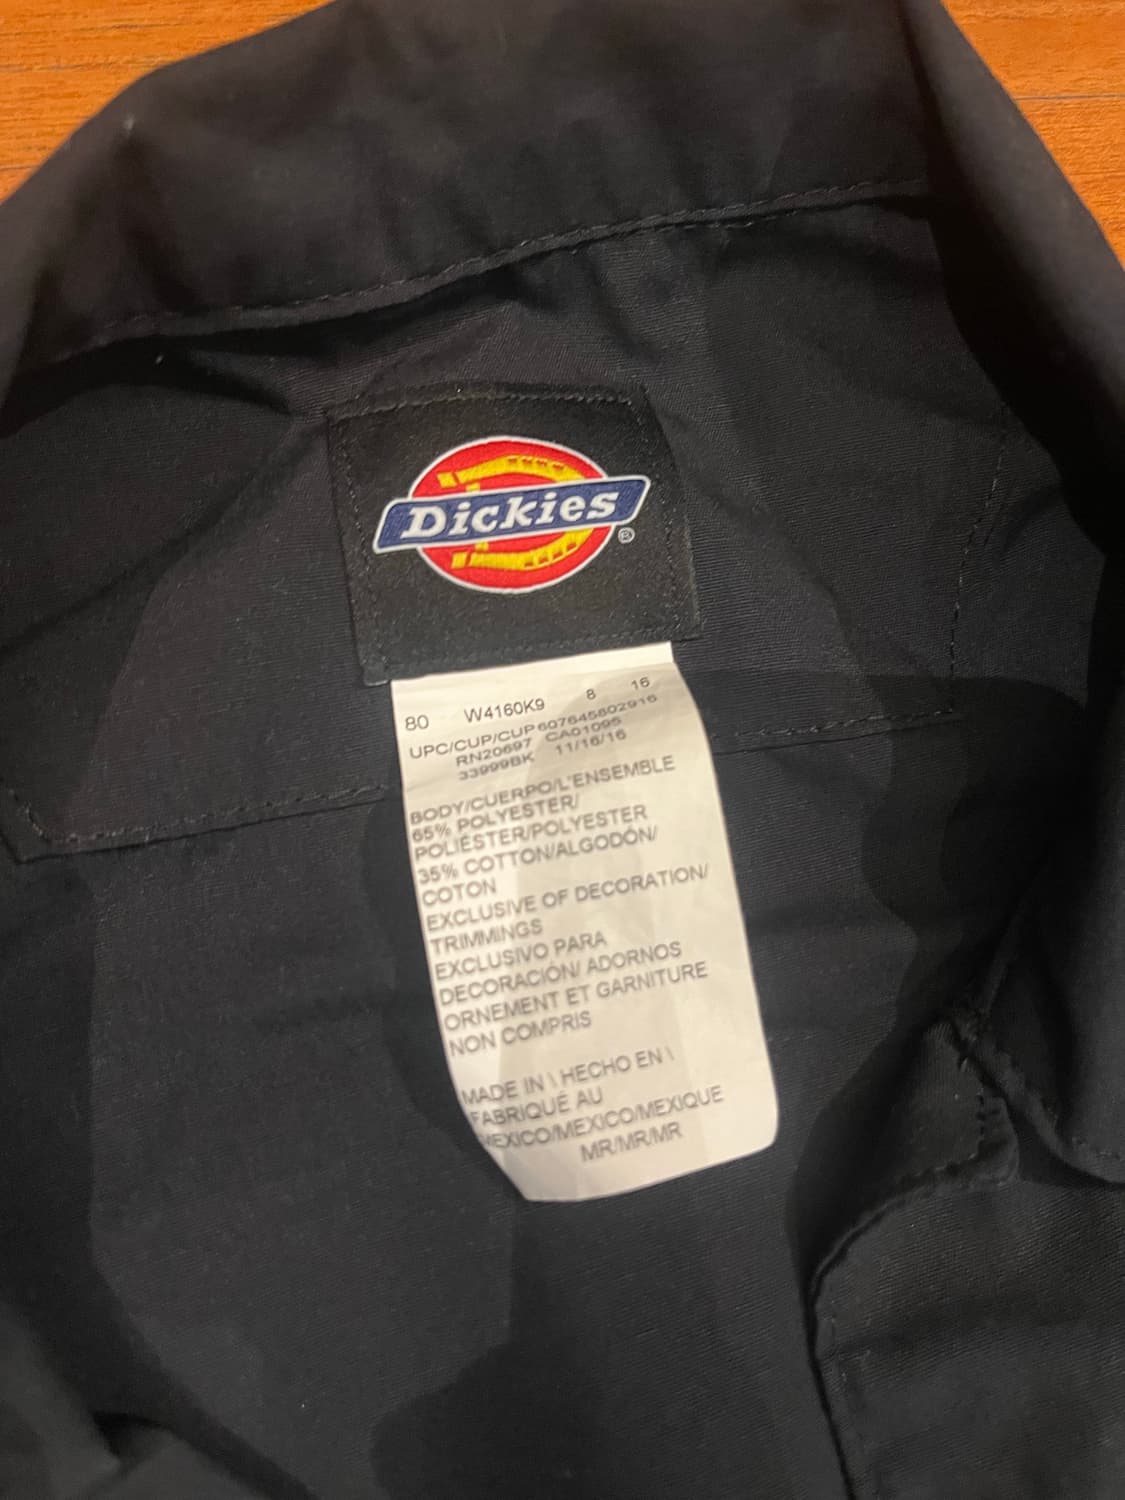 Dickies
®
80 W4160K9 8 16
UPC/CUP/CUP 607645602916
RN20697 CA01095
33999BK 11/16/16
BODY/CUERPO/L'ENSEMBLE
65% POLYESTER/
POLIÉSTER/POLYESTER
35% COTTON/ALGODÓN/
COTON
EXCLUSIVE OF DECORATION/
TRIMMINGS
EXCLUSIVO PARA
DECORACIÓN/ ADORNOS
ORNEMENT ET GARNITURE
NON COMPRIS
MADE IN \ HECHO EN \
FABRIQUÉ AU
MEXICO/MEXICO/MEXIQUE
MR/MR/MR